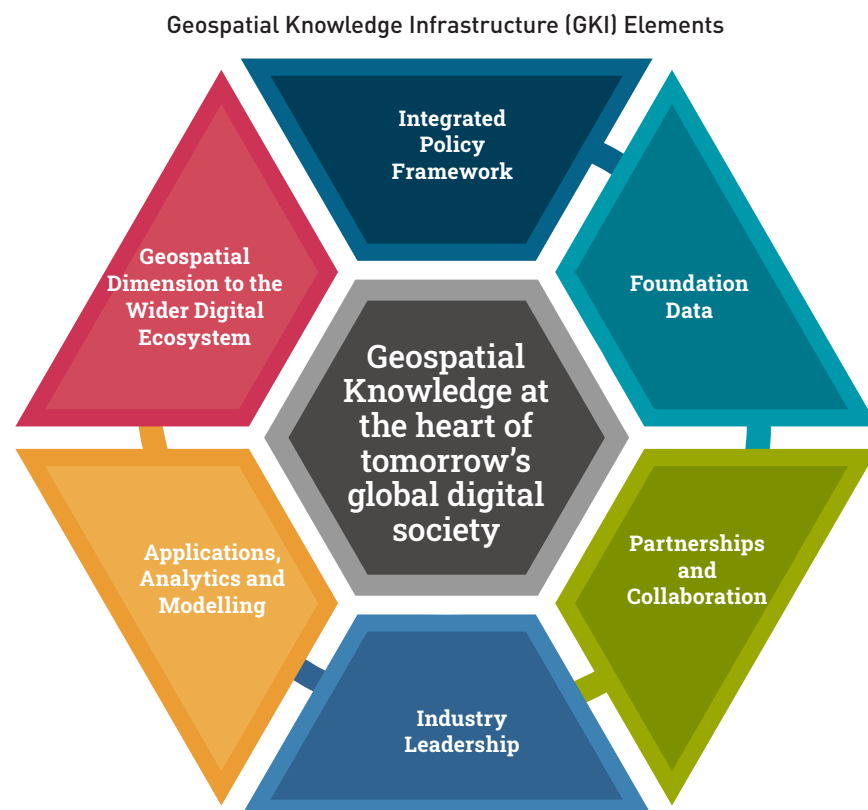 Geospatial Knowledge Infrastructure (GKI) Elements
Integrated
Policy
Framework
Foundation
Data
Partnerships
and
Collaboration
Industry
Leadership
Applications,
Analytics and
Modelling
Geospatial
Dimension to the
Wider Digital
Ecosystem
Geospatial
Knowledge at
the heart of
tomorrow’s
global digital
society